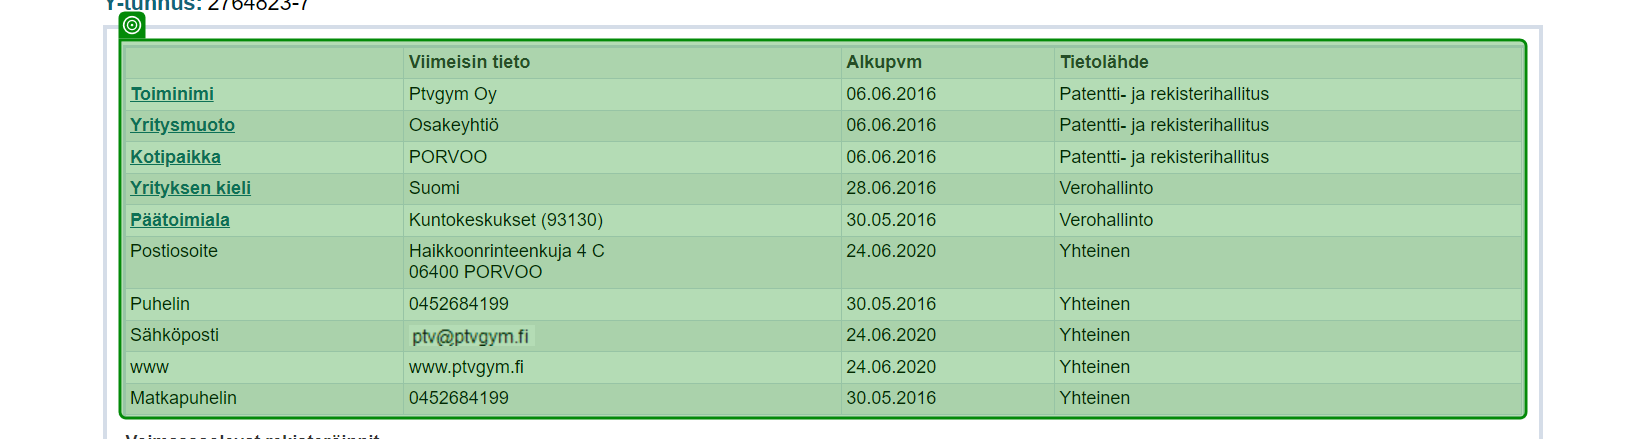 Y-tunnus: 2764823-7
Viimeisin tieto Alkupvm Tietolähde
Toiminimi Ptvgym Oy 06.06.2016 Patentti- ja rekisterihallitus
Yritysmuoto Osakeyhtiö 06.06.2016 Patentti- ja rekisterihallitus
Kotipaikka PORVOO 06.06.2016 Patentti- ja rekisterihallitus
Yrityksen kieli Suomi 28.06.2016 Verohallinto
Päätoimiala Kuntokeskukset (93130) 30.05.2016 Verohallinto
Postiosoite Haikkoonrinteenkuja 4 C 24.06.2020 Yhteinen
06400 PORVOO
Puhelin 0452684199 30.05.2016 Yhteinen
Sähköposti ptv@ptvgym.fi 24.06.2020 Yhteinen
www www.ptvgym.fi 24.06.2020 Yhteinen
Matkapuhelin 0452684199 30.05.2016 Yhteinen
Voimassaolevat rekisteröinnit